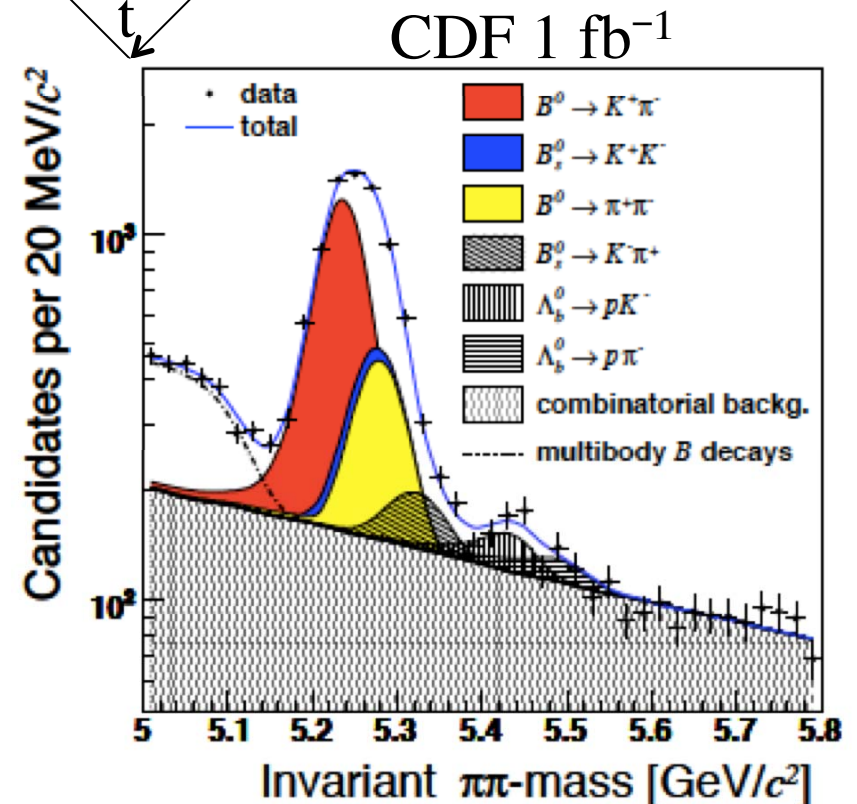 t
CDF 1 fb⁻¹
Candidates per 20 MeV/c²
data
total
B⁰ → K⁺π⁻
B⁰ₛ → K⁺K⁻
B⁰ → π⁺π⁻
B⁰ₛ → K⁻π⁺
Λ⁰_b → pK⁻
Λ⁰_b → pπ⁻
combinatorial backg.
multibody B decays
10³
10²
5 5.1 5.2 5.3 5.4 5.5 5.6 5.7 5.8
Invariant ππ-mass [GeV/c²]